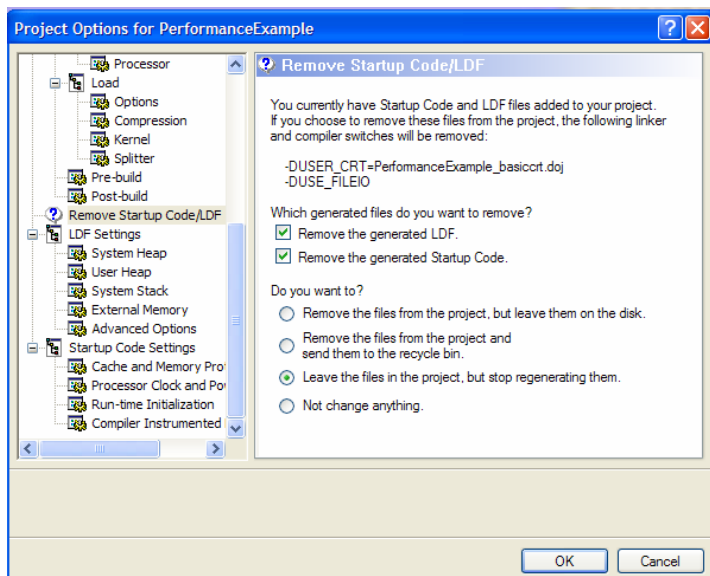 Project Options for PerformanceExample
Processor
Load
Options
Compression
Kernel
Splitter
Pre-build
Post-build
Remove Startup Code/LDF
LDF Settings
System Heap
User Heap
System Stack
External Memory
Advanced Options
Startup Code Settings
Cache and Memory Pro
Processor Clock and Po
Run-time Initialization
Compiler Instrumented
Remove Startup Code/LDF
You currently have Startup Code and LDF files added to your project.
If you choose to remove these files from the project, the following linker
and compiler switches will be removed:
-DUSER_CRT=PerformanceExample_basiccrt.doj
-DUSE_FILEIO
Which generated files do you want to remove?
Remove the generated LDF.
Remove the generated Startup Code.
Do you want to?
Remove the files from the project, but leave them on the disk.
Remove the files from the project and
send them to the recycle bin.
Leave the files in the project, but stop regenerating them.
Not change anything.
OK
Cancel